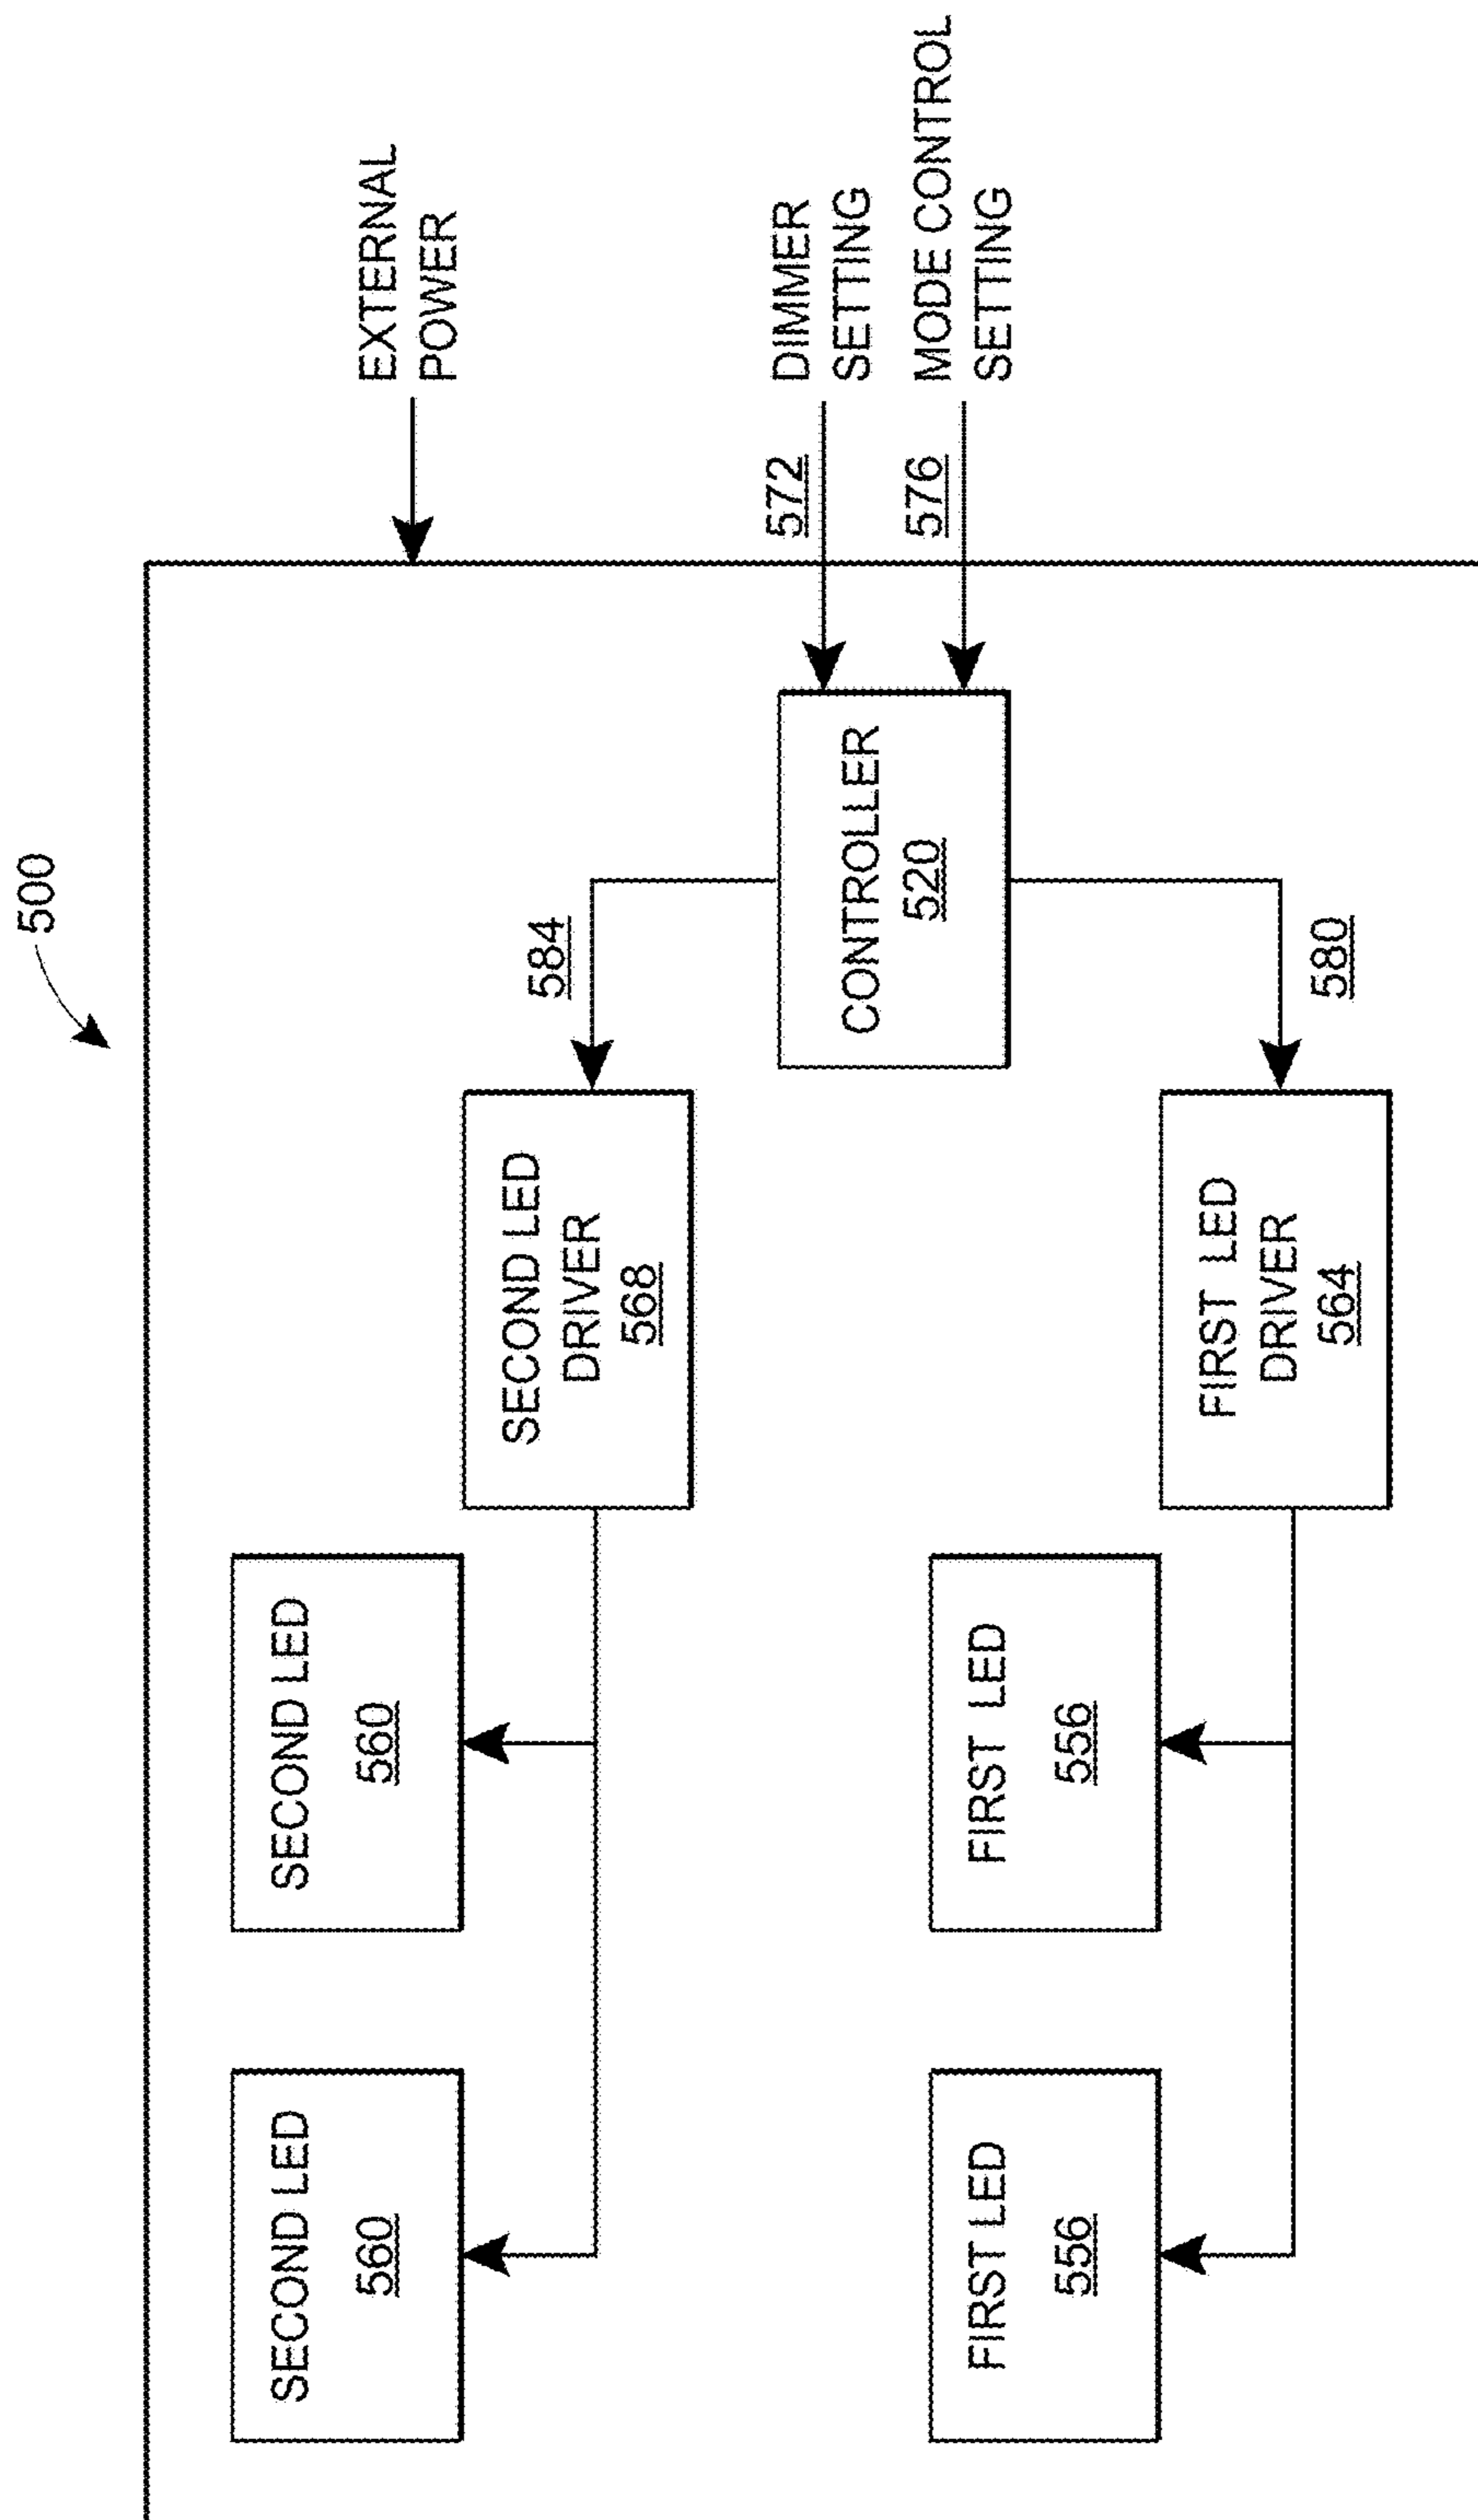 500
SECOND LED
560
SECOND LED
560
EXTERNAL
POWER
SECOND LED
DRIVER
568
584
CONTROLLER
520
572
DIMMER
SETTING
576
MODE CONTROL
SETTING
FIRST LED
556
FIRST LED
556
FIRST LED
DRIVER
564
580